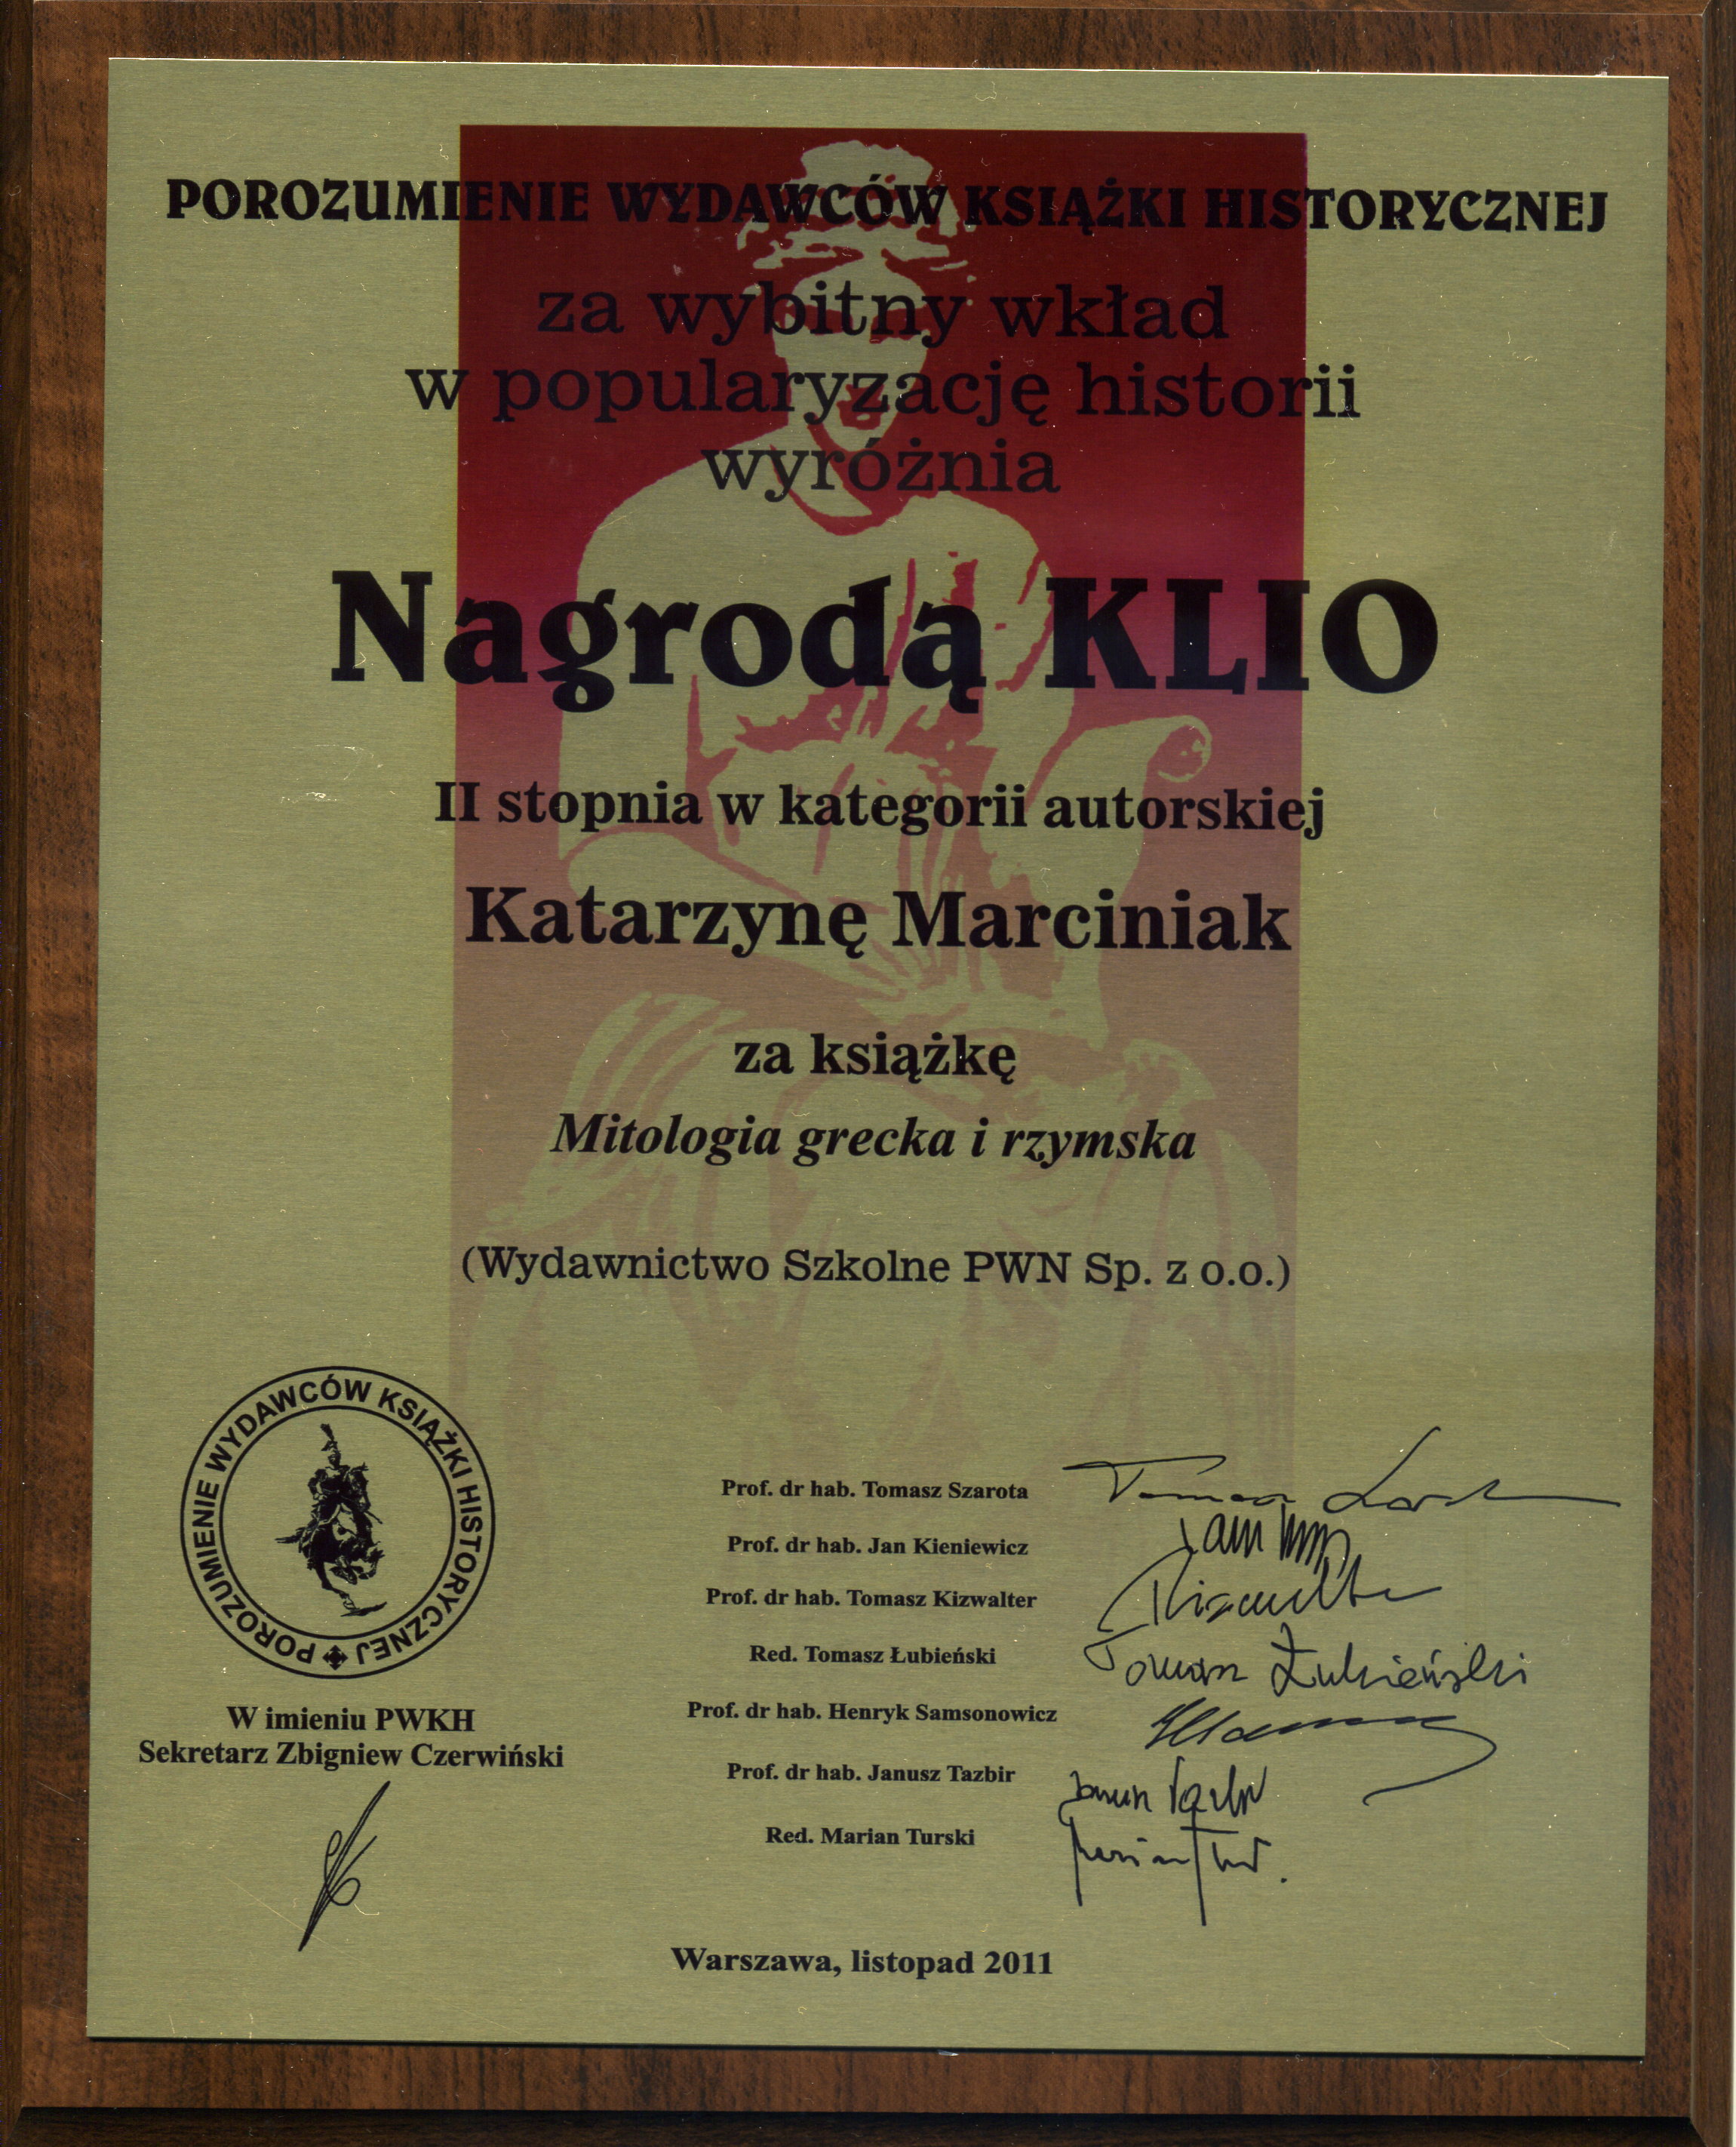 POROZUMIENIE WYDAWCÓW KSIĄŻKI HISTORYCZNEJ
za wybitny wkład
w popularyzację historii
wyróżnia
Nagrodą KLIO
II stopnia w kategorii autorskiej
Katarzynę Marciniak
za książkę
Mitologia grecka i rzymska
(Wydawnictwo Szkolne PWN Sp. z o.o.)
POROZUMIENIE WYDAWCÓW KSIĄŻKI HISTORYCZNEJ
W imieniu PWKH
Sekretarz Zbigniew Czerwiński
Prof. dr hab. Tomasz Szarota
Prof. dr hab. Jan Kieniewicz
Prof. dr hab. Tomasz Kizwalter
Red. Tomasz Łubieński
Tomasz Łubieński
Prof. dr hab. Henryk Samsonowicz
Prof. dr hab. Janusz Tazbir
Red. Marian Turski
Warszawa, listopad 2011